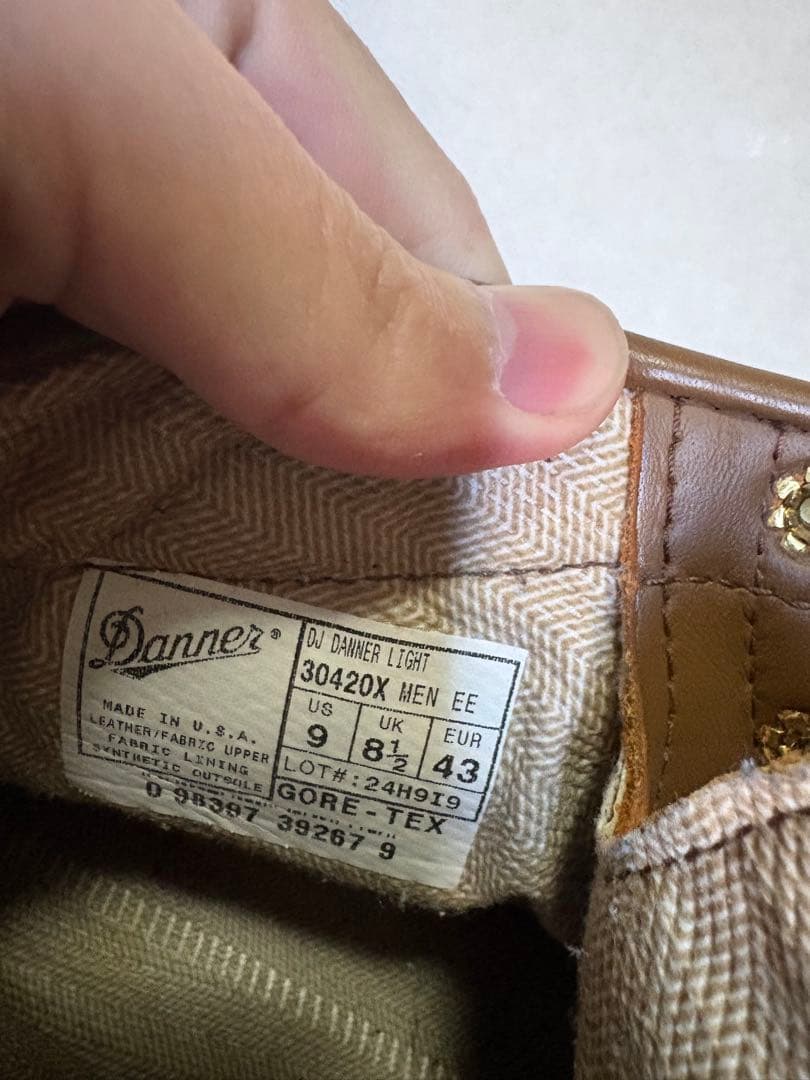 Danner®
MADE IN U.S.A.
LEATHER/FABRIC UPPER
FABRIC LINING
SYNTHETIC OUTSOLE
DJ DANNER LIGHT
30420X MEN EE
US UK EUR
9 8½ 43
LOT#:24H9I9
GORE-TEX
0 98397 39267 9